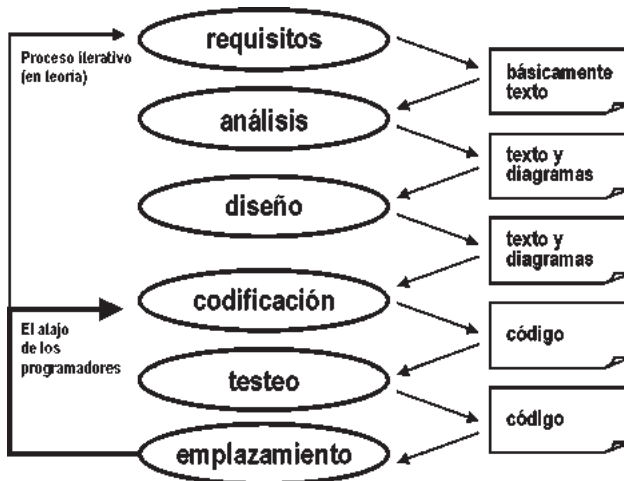 requisitos
Proceso iterativo
(en teoría)
básicamente
texto
análisis
texto y
diagramas
diseño
texto y
diagramas
codificación
El atajo
de los
programadores
código
testeo
código
emplazamiento